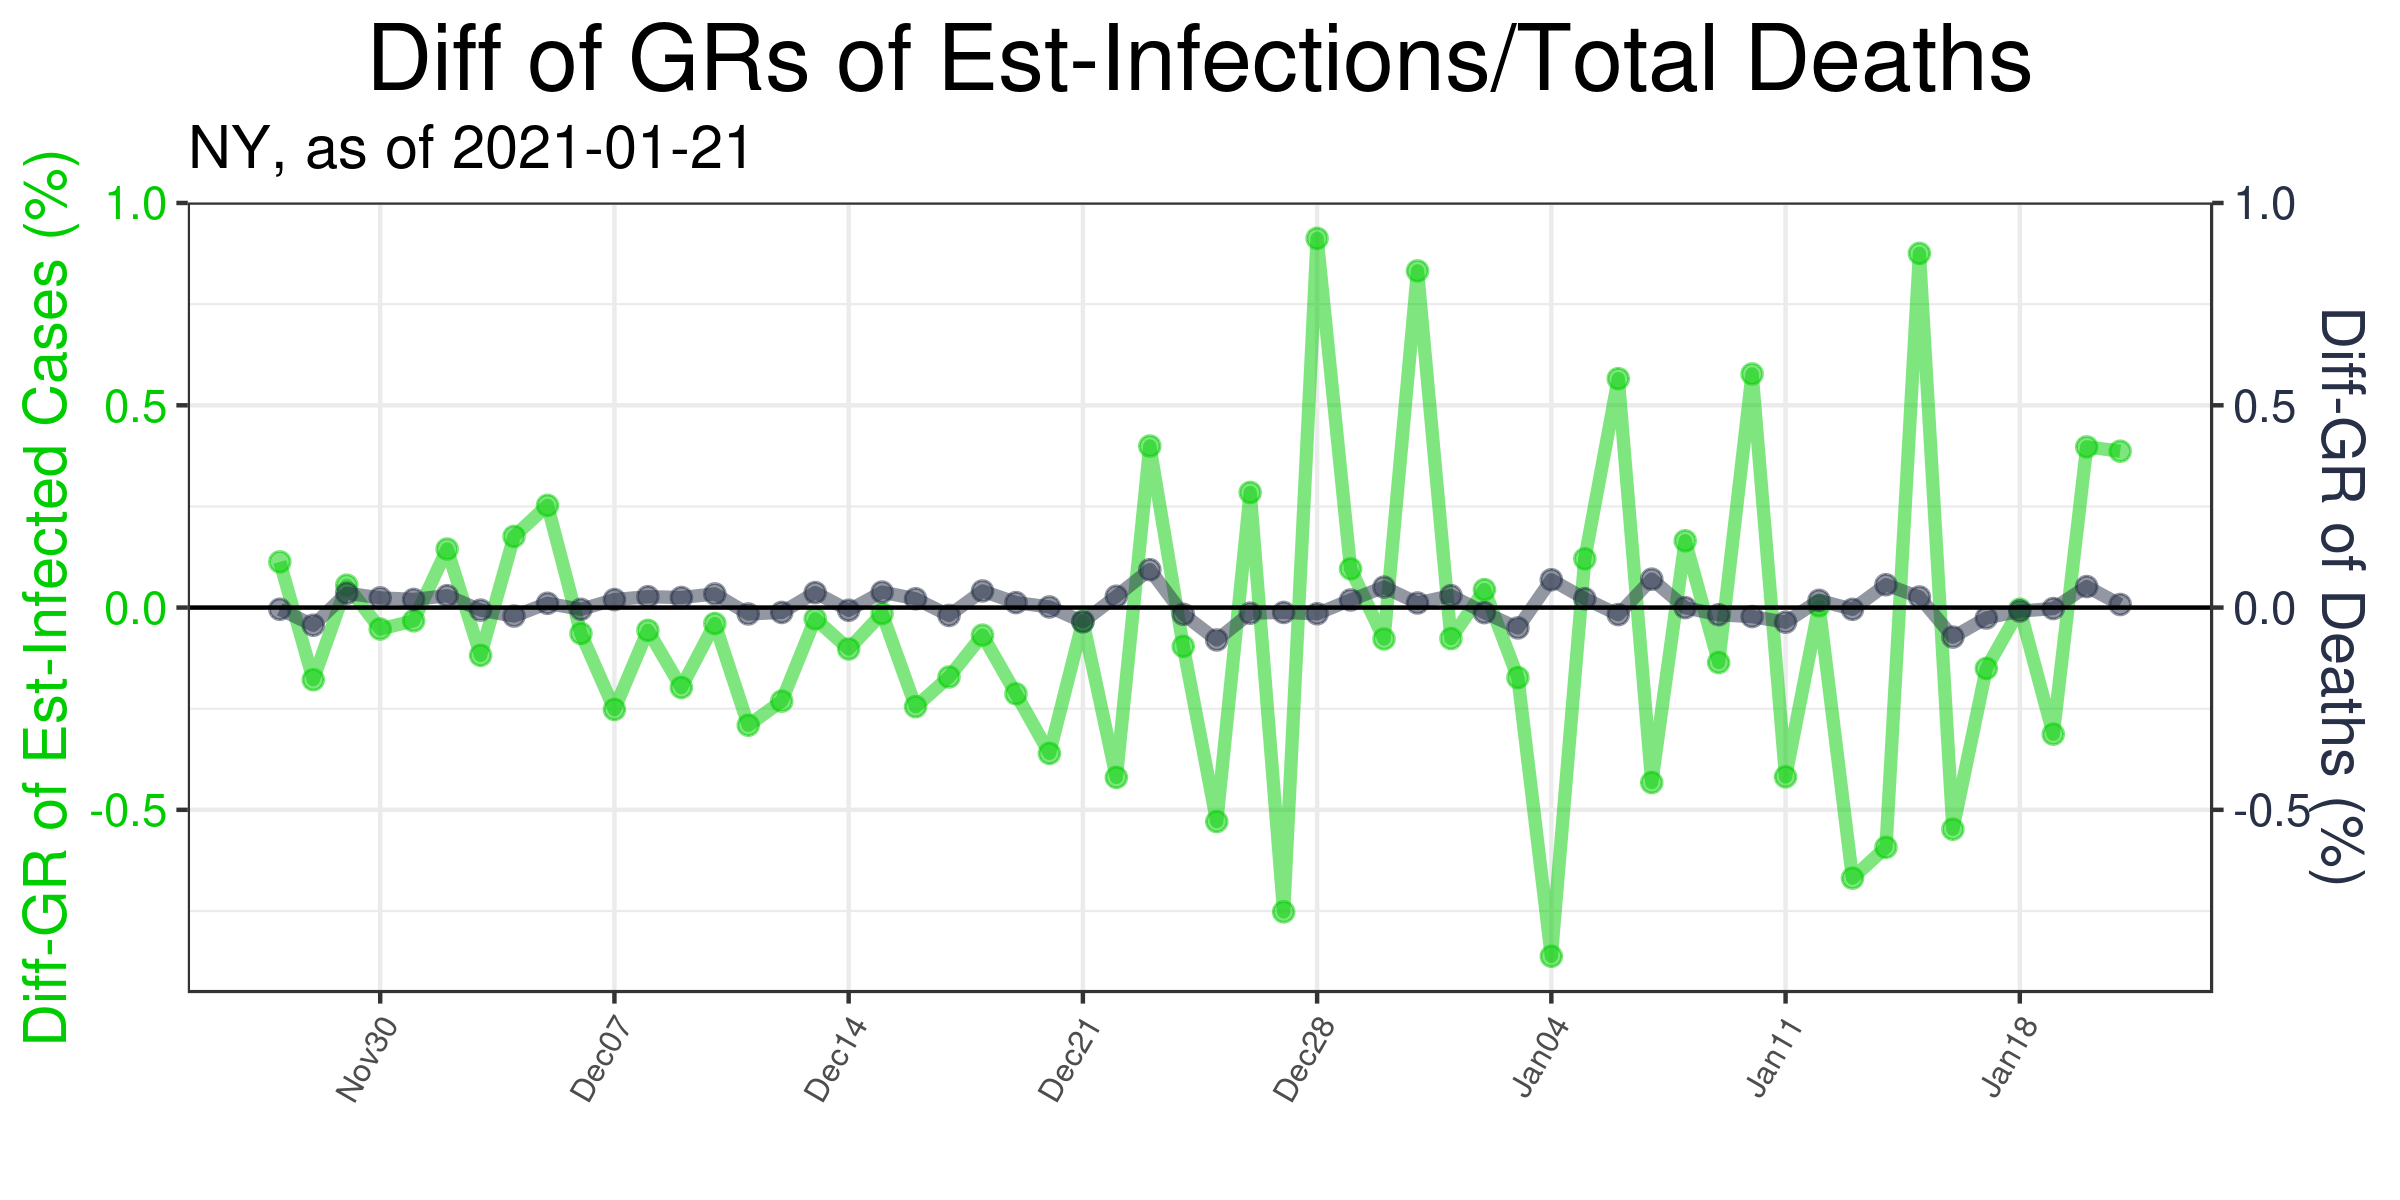 Diff of GRs of Est-Infections/Total Deaths
NY, as of 2021-01-21
Diff-GR of Est-Infected Cases (%)
1.0
0.5
0.0
-0.5
1.0
0.5
0.0
-0.5
Diff-GR of Deaths (%)
Nov30
Dec07
Dec14
Dec21
Dec28
Jan04
Jan11
Jan18